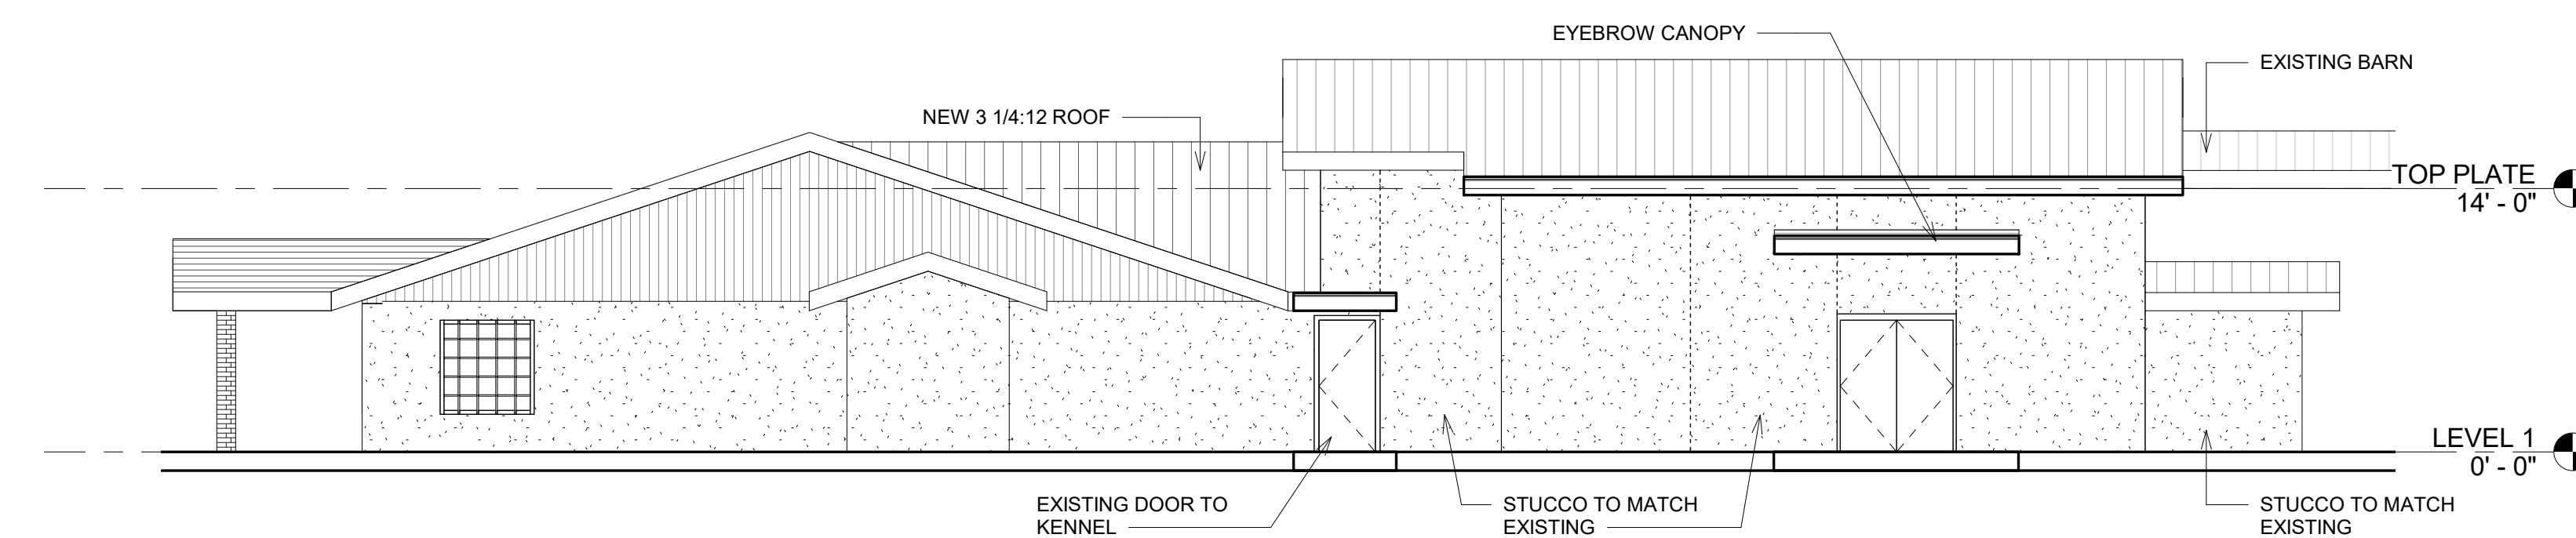 EYEBROW CANOPY
EXISTING BARN
NEW 3 1/4:12 ROOF
TOP PLATE
14' - 0"
LEVEL 1
0' - 0"
EXISTING DOOR TO
KENNEL
STUCCO TO MATCH
EXISTING
STUCCO TO MATCH
EXISTING